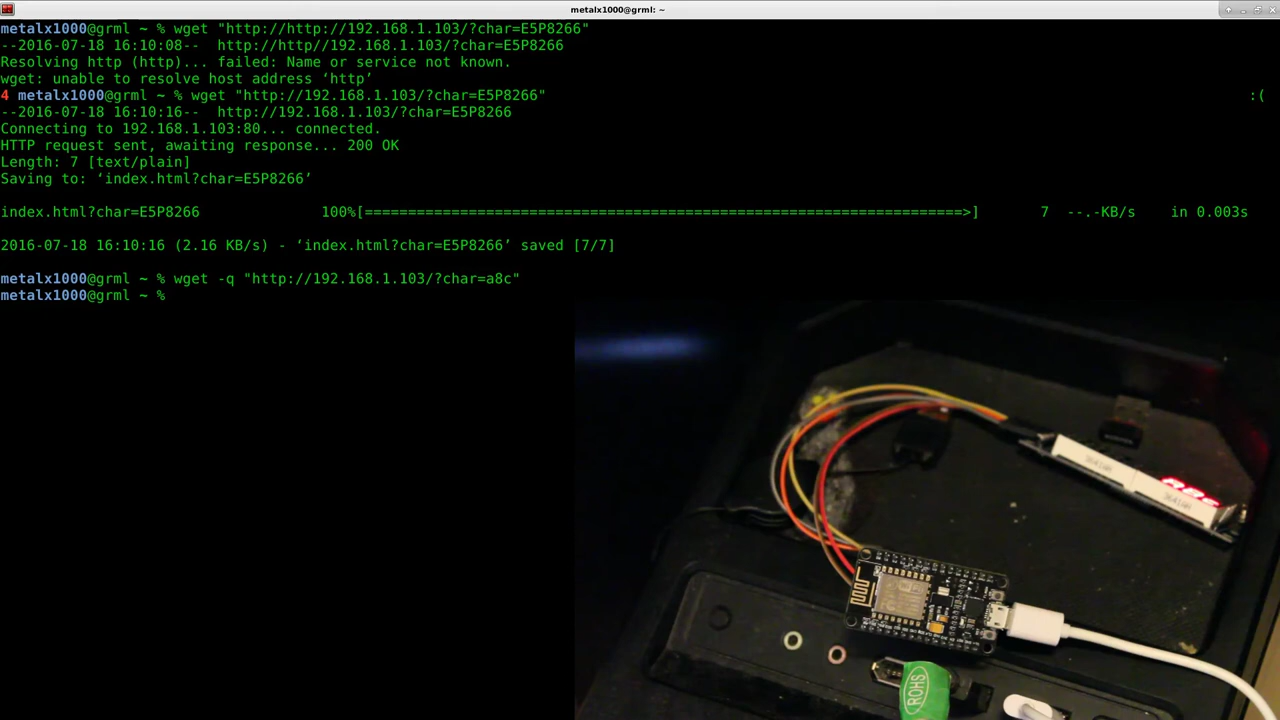 metalx1000@grml: ~
metalx1000@grml ~ % wget "http://http://192.168.1.103/?char=E5P8266"
--2016-07-18 16:10:08--  http://http//192.168.1.103/?char=E5P8266
Resolving http (http)... failed: Name or service not known.
wget: unable to resolve host address ‘http’
4 metalx1000@grml ~ % wget "http://192.168.1.103/?char=E5P8266" :(
--2016-07-18 16:10:16--  http://192.168.1.103/?char=E5P8266
Connecting to 192.168.1.103:80... connected.
HTTP request sent, awaiting response... 200 OK
Length: 7 [text/plain]
Saving to: ‘index.html?char=E5P8266’
index.html?char=E5P8266 100%[=====================================================================>] 7 --.-KB/s in 0.003s
2016-07-18 16:10:16 (2.16 KB/s) - ‘index.html?char=E5P8266’ saved [7/7]
metalx1000@grml ~ % wget -q "http://192.168.1.103/?char=a8c"
metalx1000@grml ~ %
3641AH
A8c
3641AH
ROHS